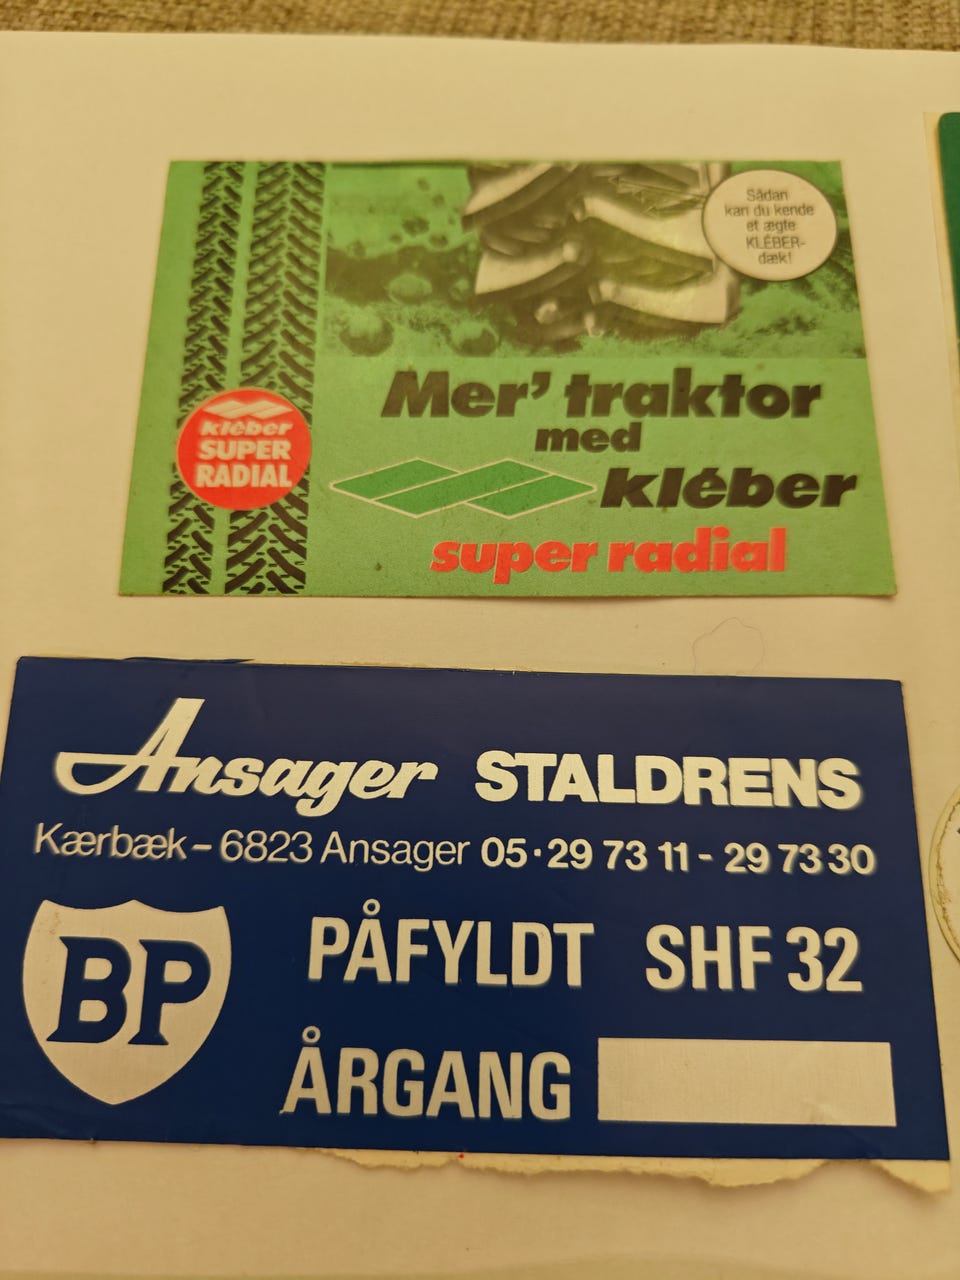 Sådan
kan du kende
et ægte
KLÉBER-
dæk!
Mer' traktor
med
kléber
super radial
kléber
SUPER
RADIAL
Ansager STALDRENS
Kærbæk – 6823 Ansager 05·29 73 11 - 29 73 30
BP
PÅFYLDT SHF 32
ÅRGANG